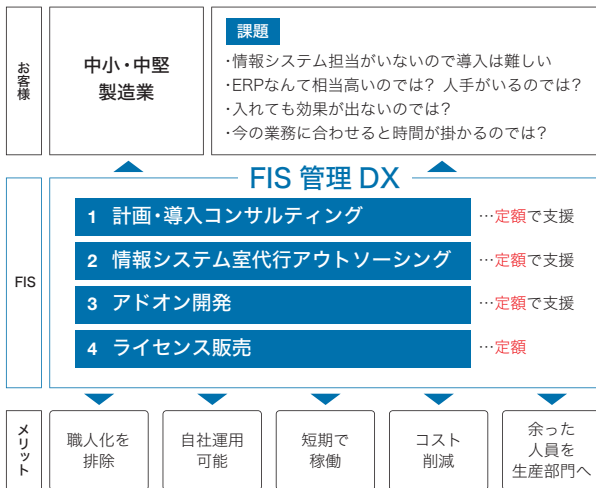 お客様
中小・中堅
製造業
課題
・情報システム担当がいないので導入は難しい
・ERPなんて相当高いのでは？ 人手がいるのでは？
・入れても効果が出ないのでは？
・今の業務に合わせると時間が掛かるのでは？
FIS 管理 DX
FIS
1 計画・導入コンサルティング …定額で支援
2 情報システム室代行アウトソーシング …定額で支援
3 アドオン開発 …定額で支援
4 ライセンス販売 …定額
メリット
職人化を
排除
自社運用
可能
短期で
稼働
コスト
削減
余った
人員を
生産部門へ